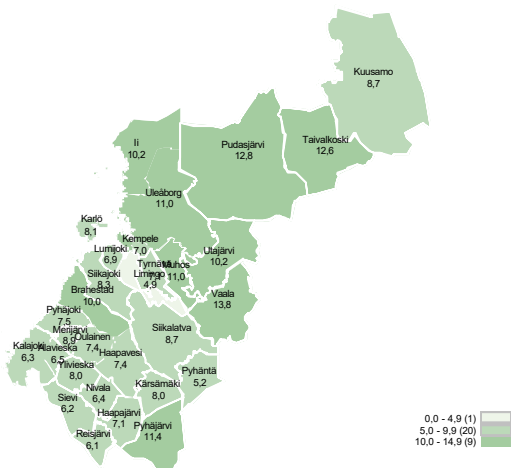 Kuusamo
8,7
Taivalkoski
12,6
Pudasjärvi
12,8
Ii
10,2
Uleåborg
11,0
Karlö
8,1
Kempele
7,0
Utajärvi
10,2
Lumijoki
6,9
Tyrnävä
7,4
Muhos
11,0
Limingo
4,9
Siikajoki
8,3
Brahestad
10,0
Vaala
13,8
Pyhäjoki
7,5
Merijärvi
8,9
Oulainen
7,4
Siikalatva
8,7
Kalajoki
6,3
Alavieska
6,5
Haapavesi
7,4
Ylivieska
8,0
Pyhäntä
5,2
Nivala
6,4
Kärsämäki
8,0
Sievi
6,2
Haapajärvi
7,1
Reisjärvi
6,1
Pyhäjärvi
11,4
0,0 - 4,9 (1)
5,0 - 9,9 (20)
10,0 - 14,9 (9)